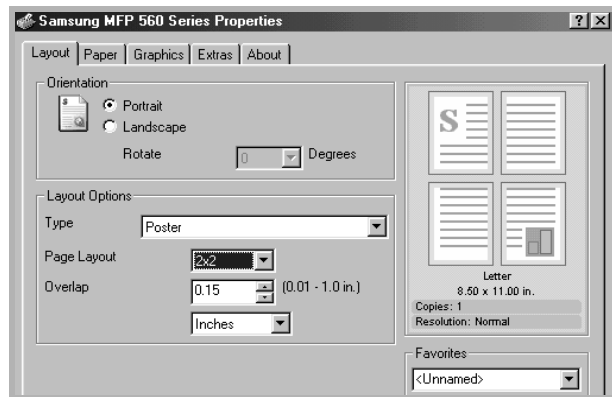 Samsung MFP 560 Series Properties
Layout Paper Graphics Extras About
Orientation
Portrait
Landscape
Rotate 0 Degrees
Layout Options
Type Poster
Page Layout 2x2
Overlap 0.15 (0.01 - 1.0 in.)
Inches
S
Letter
8.50 x 11.00 in.
Copies: 1
Resolution: Normal
Favorites
<Unnamed>